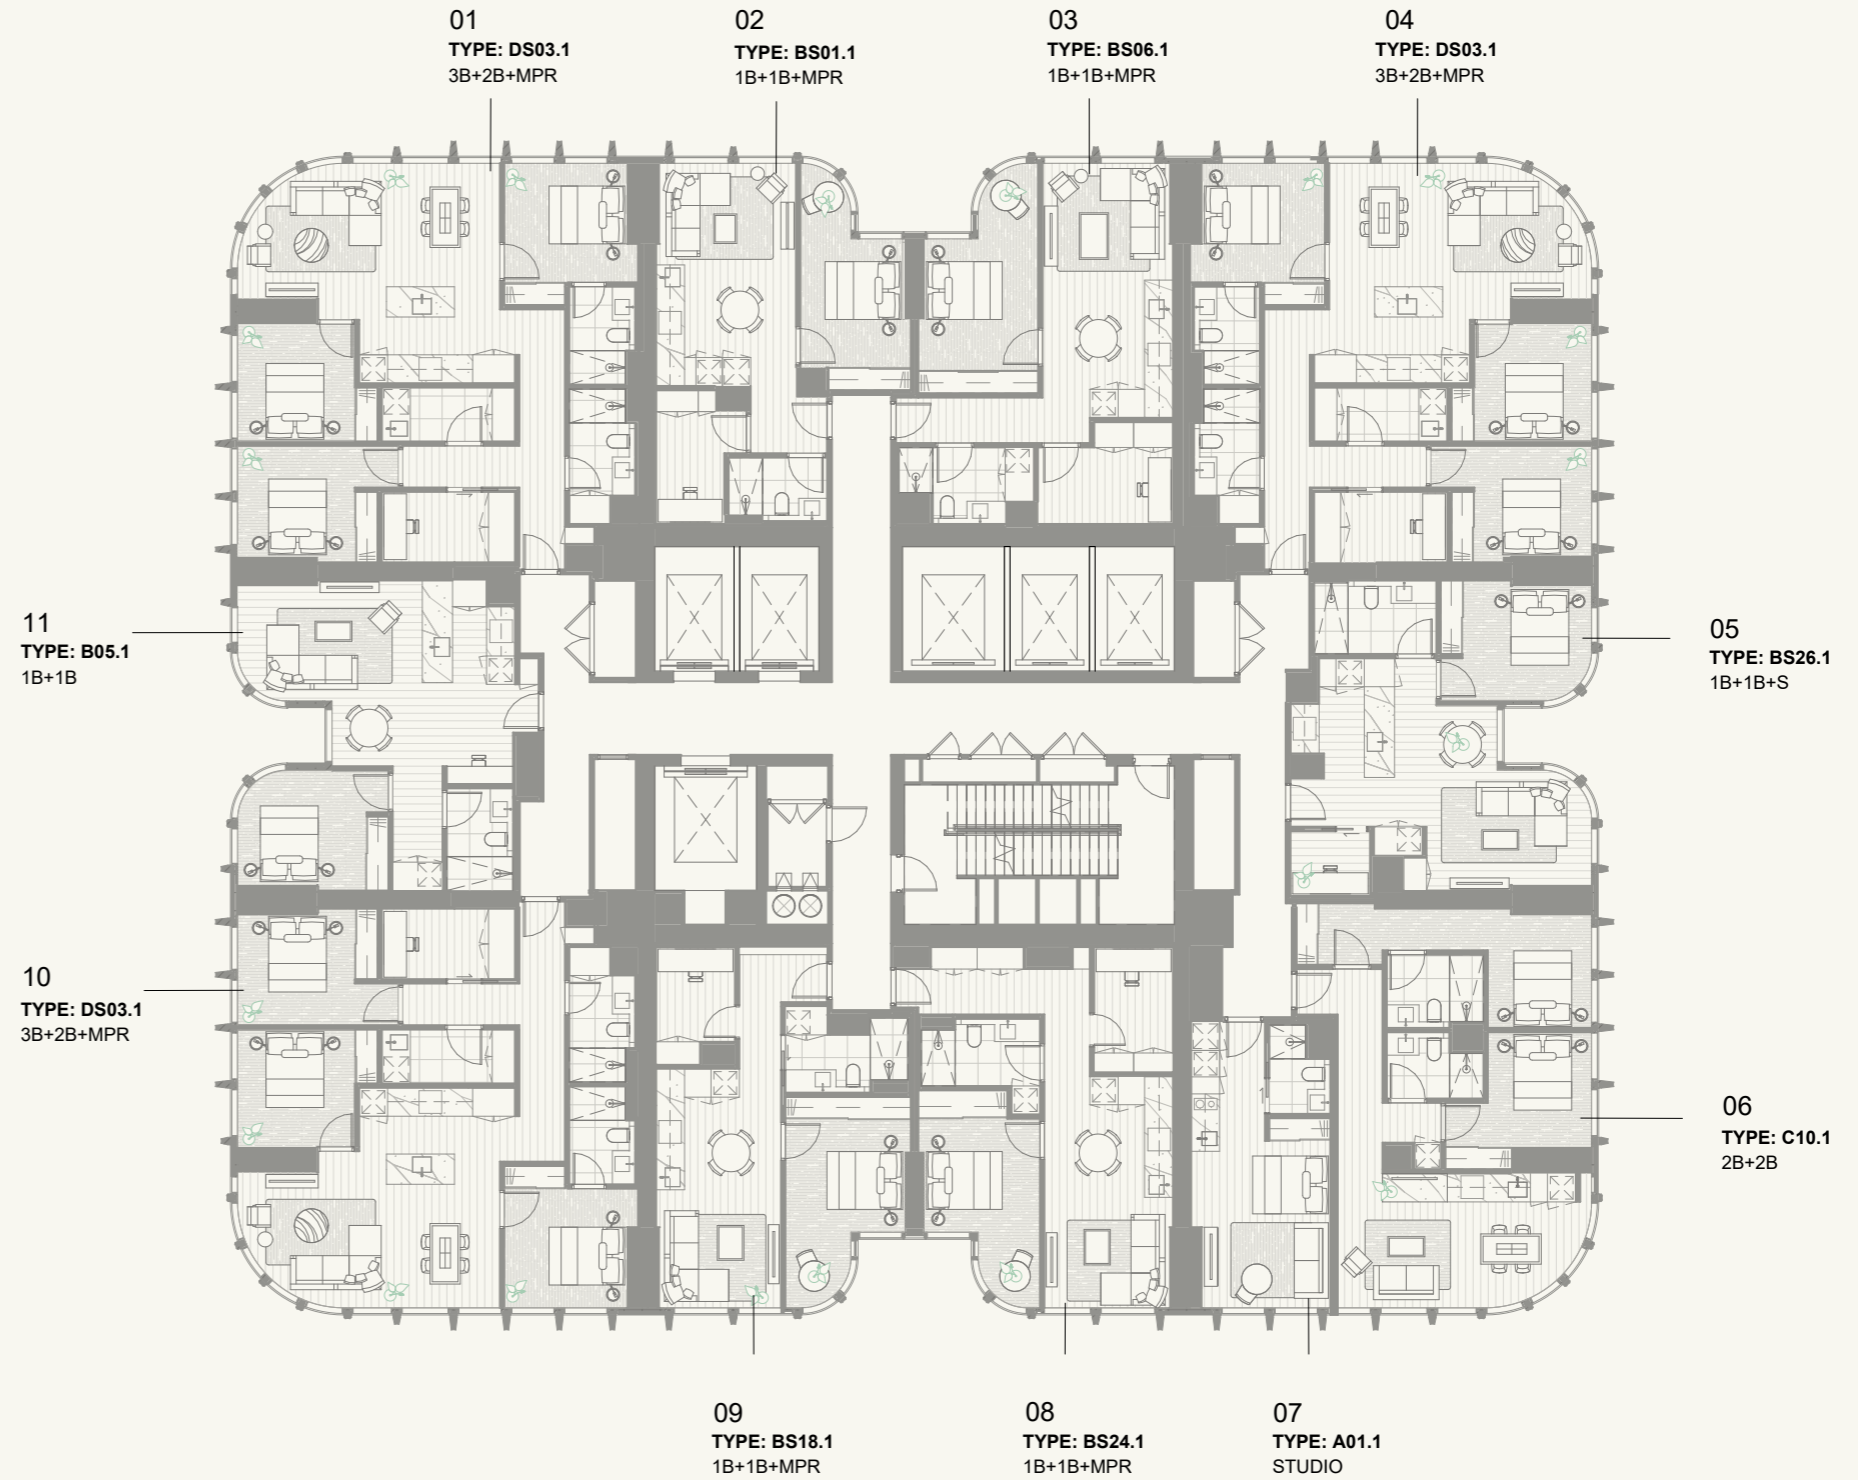 01
TYPE: DS03.1
3B+2B+MPR
02
TYPE: BS01.1
1B+1B+MPR
03
TYPE: BS06.1
1B+1B+MPR
04
TYPE: DS03.1
3B+2B+MPR
11
TYPE: B05.1
1B+1B
05
TYPE: BS26.1
1B+1B+S
10
TYPE: DS03.1
3B+2B+MPR
06
TYPE: C10.1
2B+2B
09
TYPE: BS18.1
1B+1B+MPR
08
TYPE: BS24.1
1B+1B+MPR
07
TYPE: A01.1
STUDIO